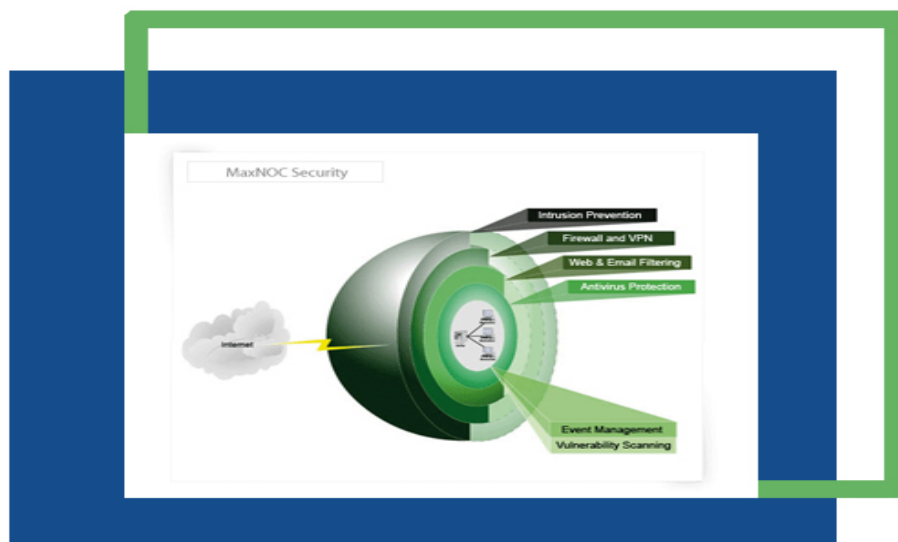 MaxNOC Security
Intrusion Prevention
Firewall and VPN
Web & Email Filtering
Antivirus Protection
Internet
Event Management
Vulnerability Scanning